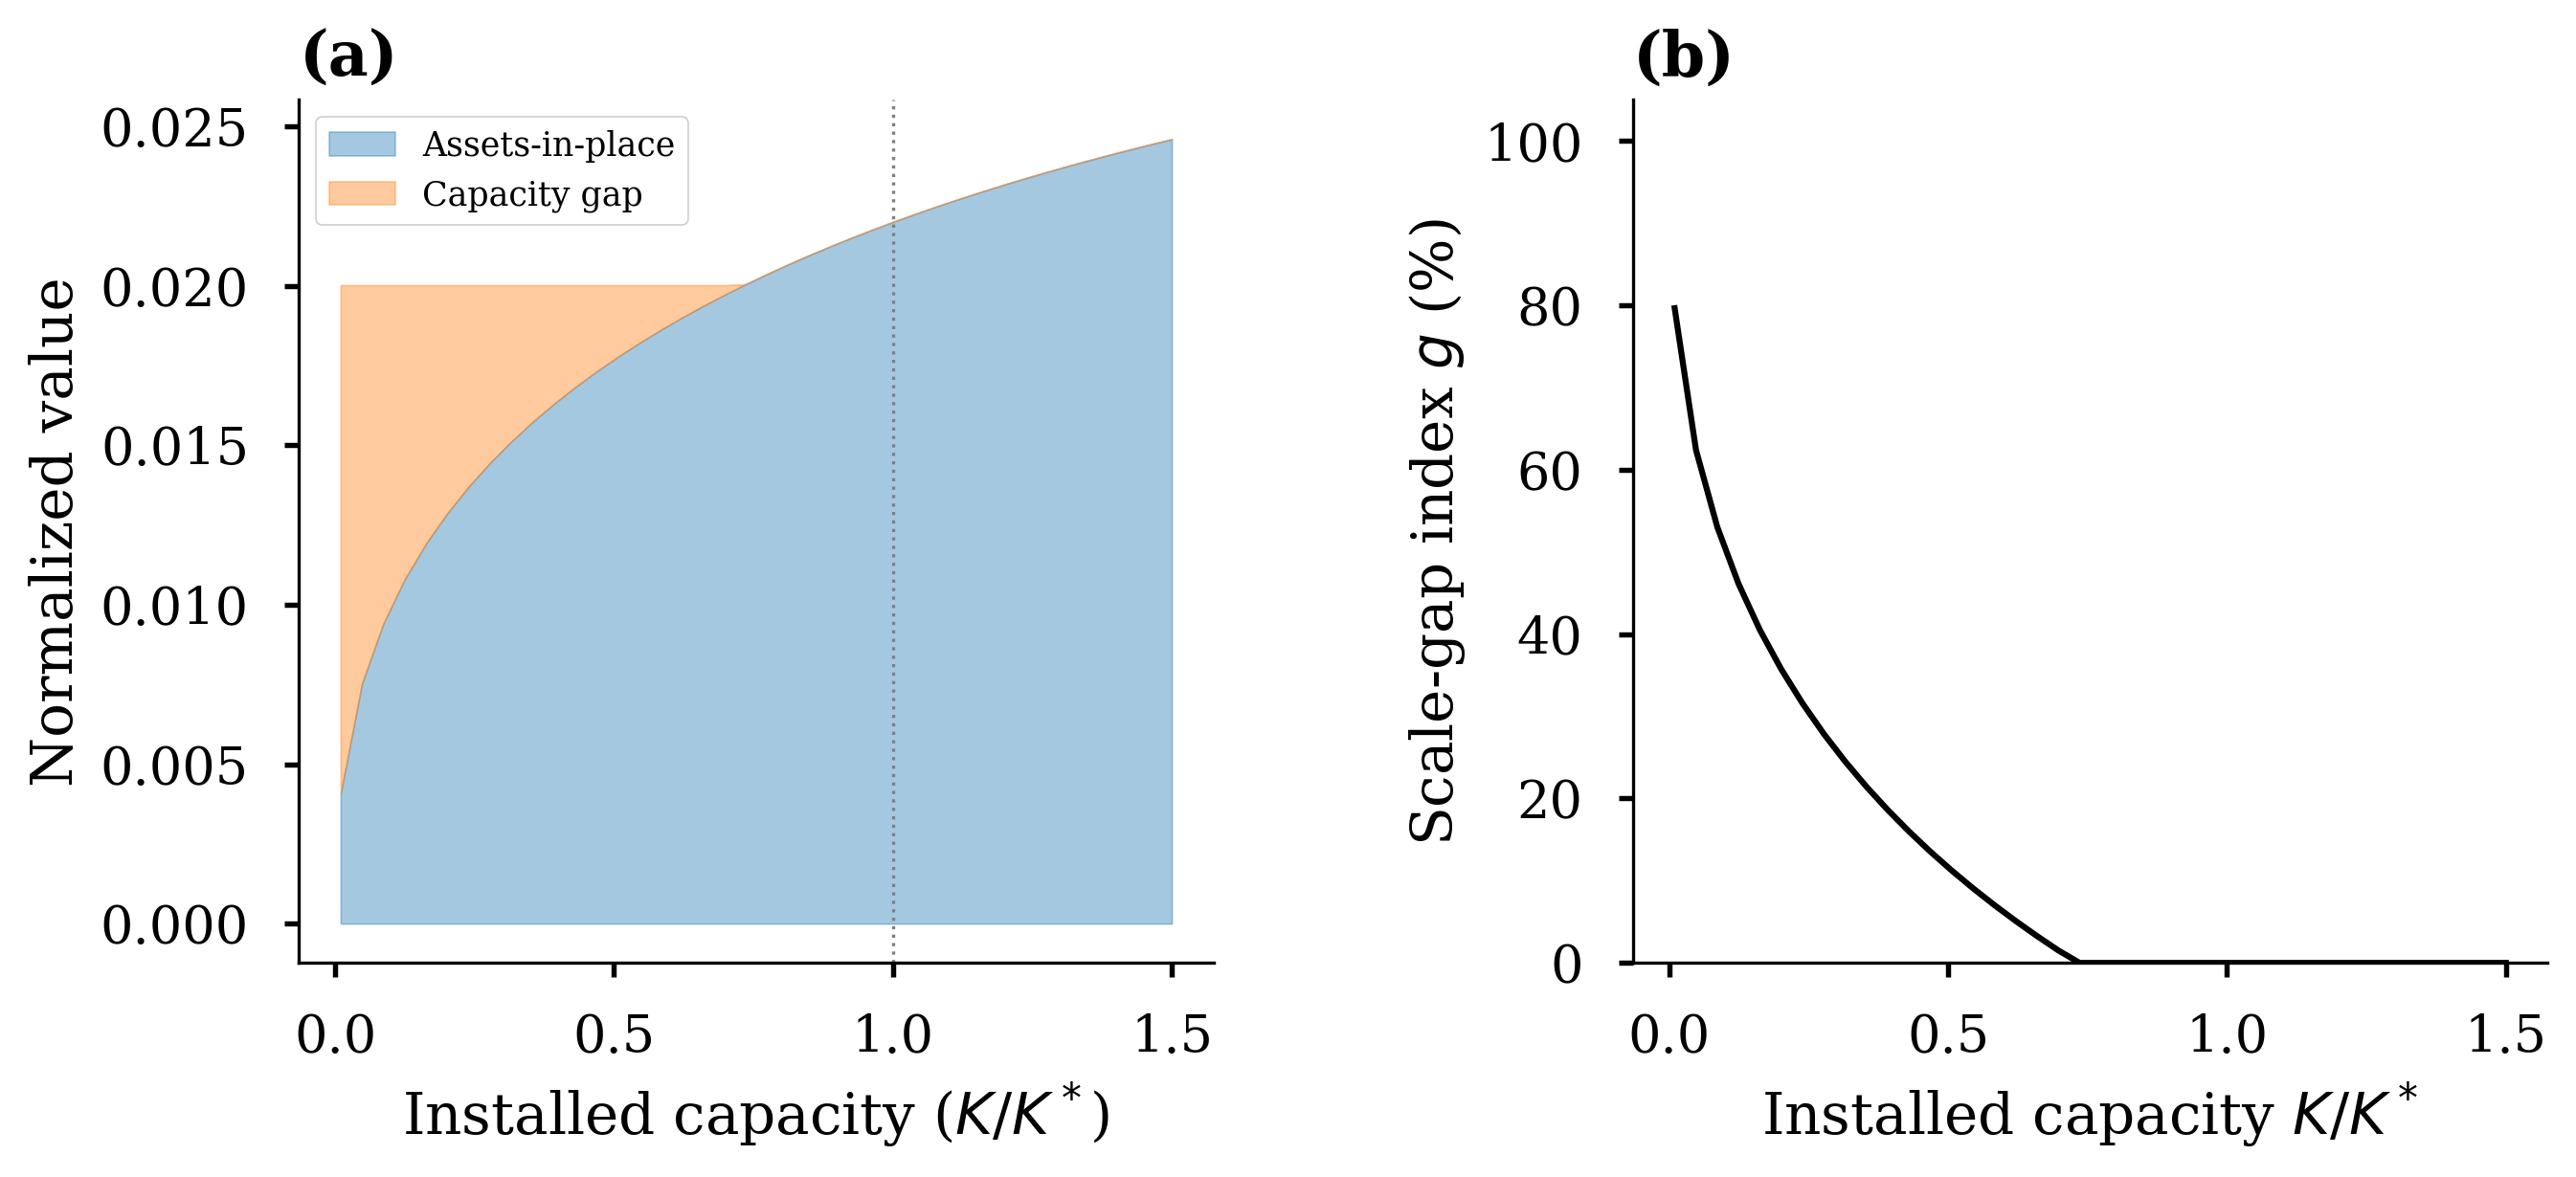 (a)
Normalized value
0.025
0.020
0.015
0.010
0.005
0.000
Assets-in-place
Capacity gap
0.0 0.5 1.0 1.5
Installed capacity (K/K*)
(b)
Scale-gap index g (%)
100
80
60
40
20
0
0.0 0.5 1.0 1.5
Installed capacity K/K*